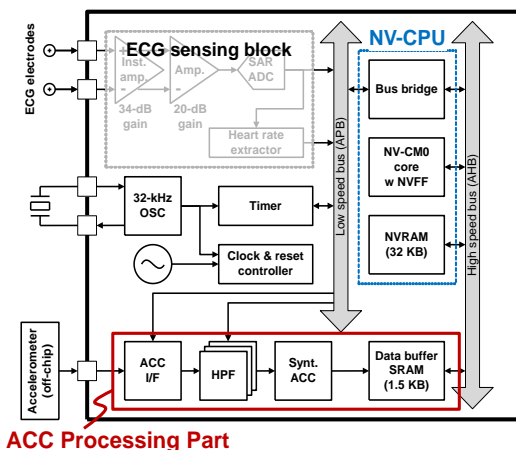 ECG electrodes
ECG sensing block
Inst.
amp.
Amp.
SAR
ADC
34-dB
gain
20-dB
gain
Heart rate
extractor
NV-CPU
Bus bridge
NV-CM0
core
w NVFF
NVRAM
(32 KB)
Low speed bus (APB)
High speed bus (AHB)
32-kHz
OSC
Timer
Clock & reset
controller
Accelerometer
(off-chip)
ACC
I/F
HPF
Synt.
ACC
Data buffer
SRAM
(1.5 KB)
ACC Processing Part